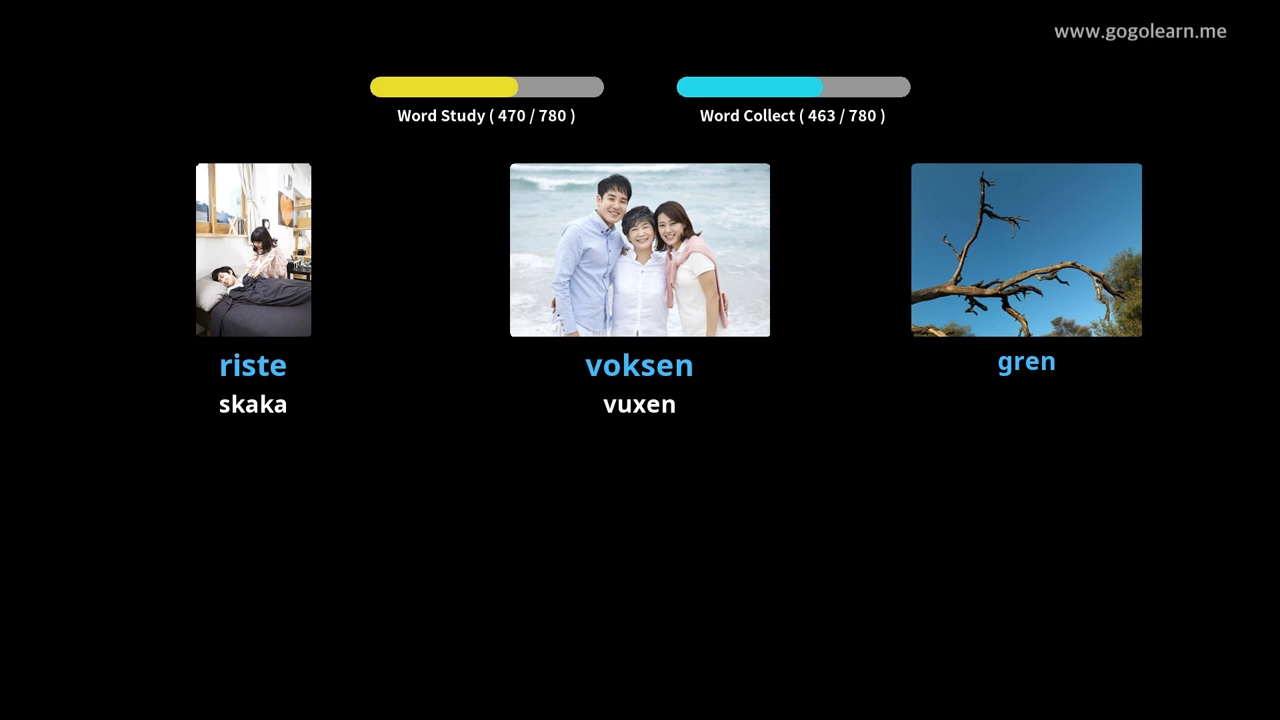 www.gogolearn.me
Word Study ( 470 / 780 )
Word Collect ( 463 / 780 )
riste
skaka
voksen
vuxen
gren